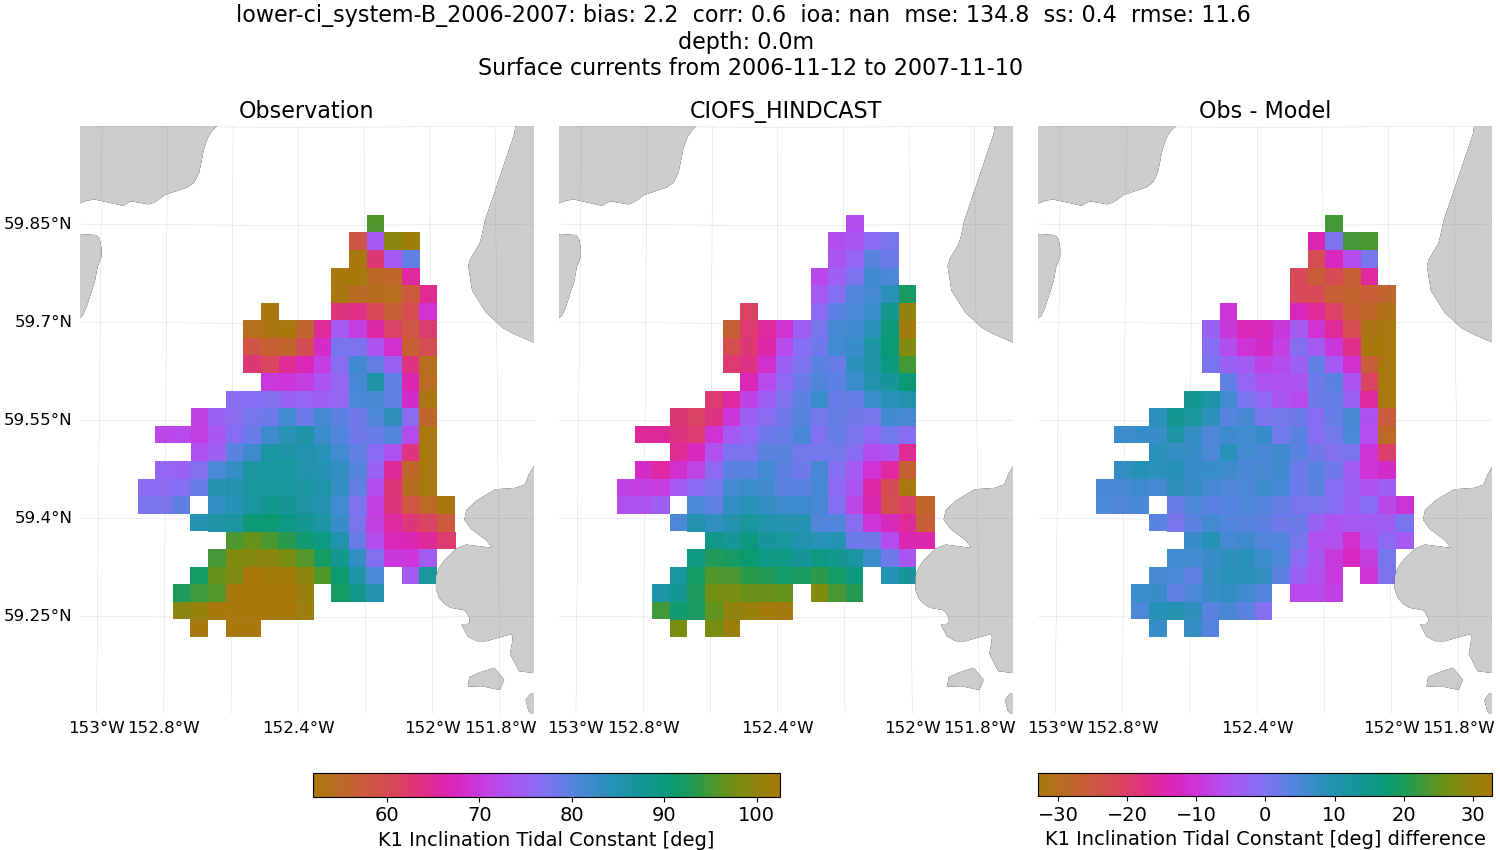 lower-ci_system-B_2006-2007: bias: 2.2  corr: 0.6  ioa: nan  mse: 134.8  ss: 0.4  rmse: 11.6
depth: 0.0m
Surface currents from 2006-11-12 to 2007-11-10
Observation
CIOFS_HINDCAST
Obs - Model
59.85°N
59.7°N
59.55°N
59.4°N
59.25°N
153°W 152.8°W 152.4°W 152°W 151.8°W
153°W 152.8°W 152.4°W 152°W 151.8°W
153°W 152.8°W 152.4°W 152°W 151.8°W
60 70 80 90 100
K1 Inclination Tidal Constant [deg]
−30 −20 −10 0 10 20 30
K1 Inclination Tidal Constant [deg] difference